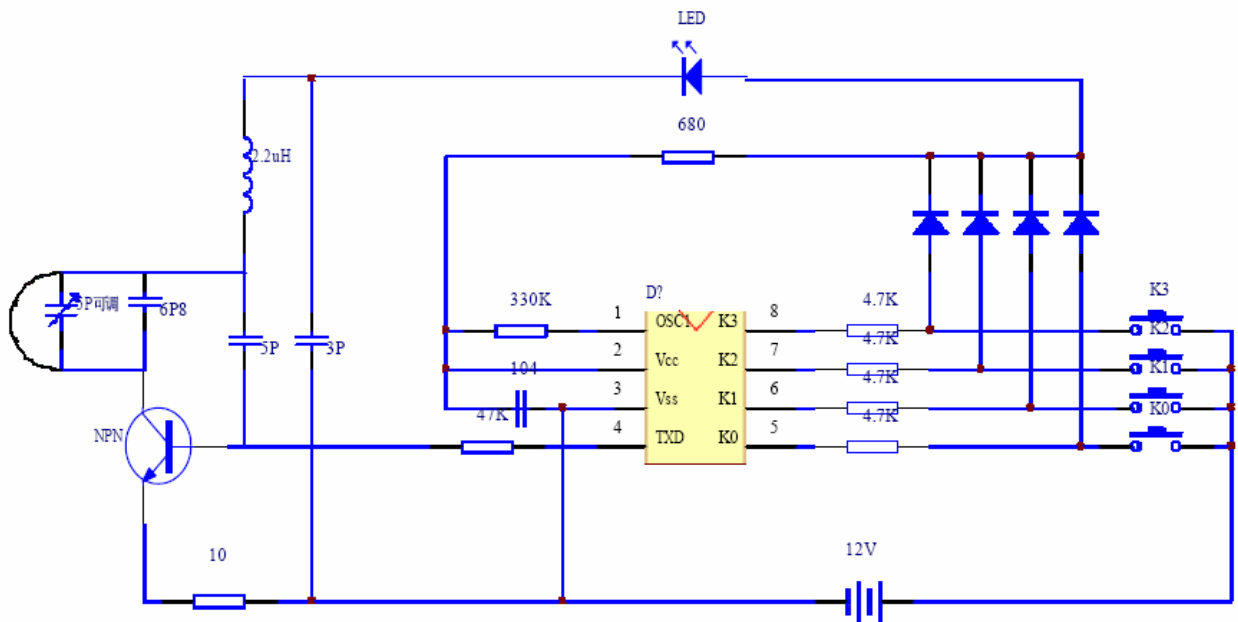 LED
680
2.2uH
5P可调
6P8
5P
3P
D?
330K
1
OSC1
K3
8
4.7K
K3
2
Vcc
K2
7
4.7K
K2
104
3
Vss
K1
6
4.7K
K1
47K
4
TXD
K0
5
4.7K
K0
NPN
10
12V